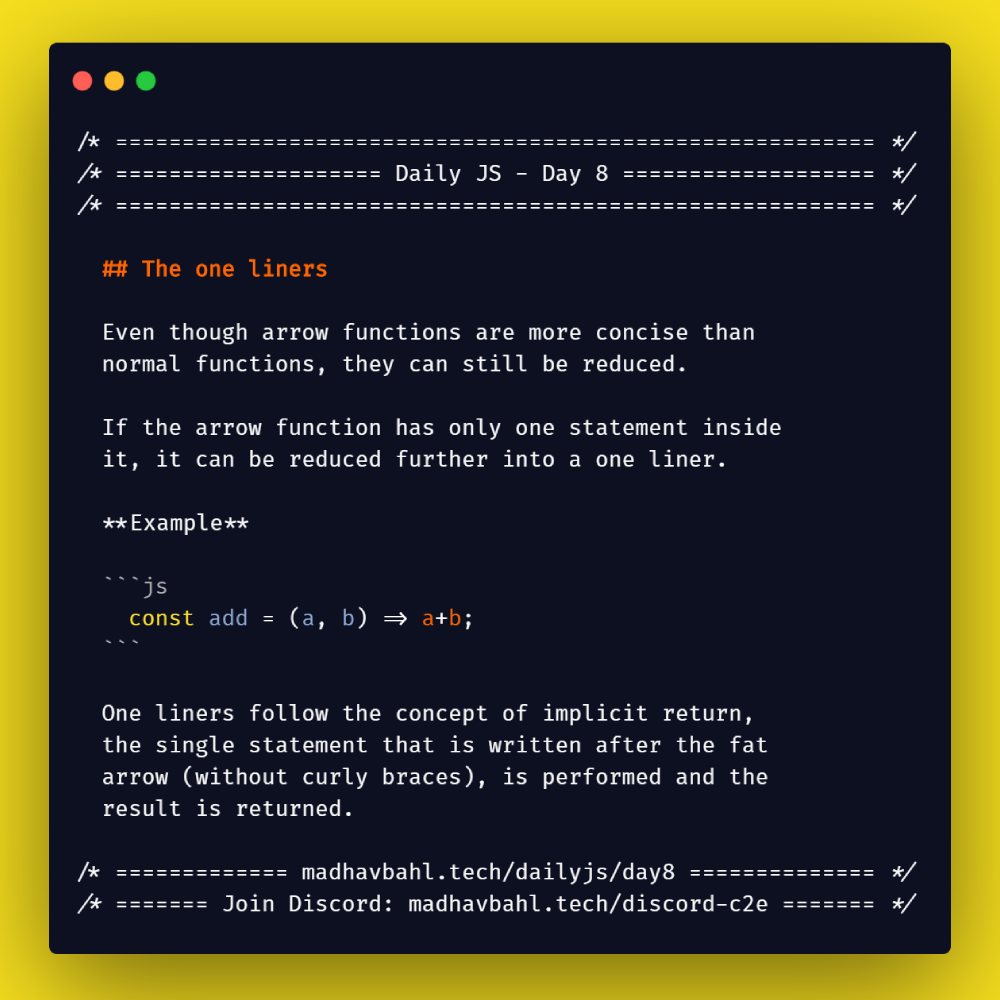 /* ========================================================= */
/* ==================== Daily JS - Day 8 =================== */
/* ========================================================= */
## The one liners
Even though arrow functions are more concise than
normal functions, they can still be reduced.
If the arrow function has only one statement inside
it, it can be reduced further into a one liner.
**Example**
```js
const add = (a, b) => a+b;
```
One liners follow the concept of implicit return,
the single statement that is written after the fat
arrow (without curly braces), is performed and the
result is returned.
/* ============= madhavbahl.tech/dailyjs/day8 ============== */
/* ======= Join Discord: madhavbahl.tech/discord-c2e ======= */